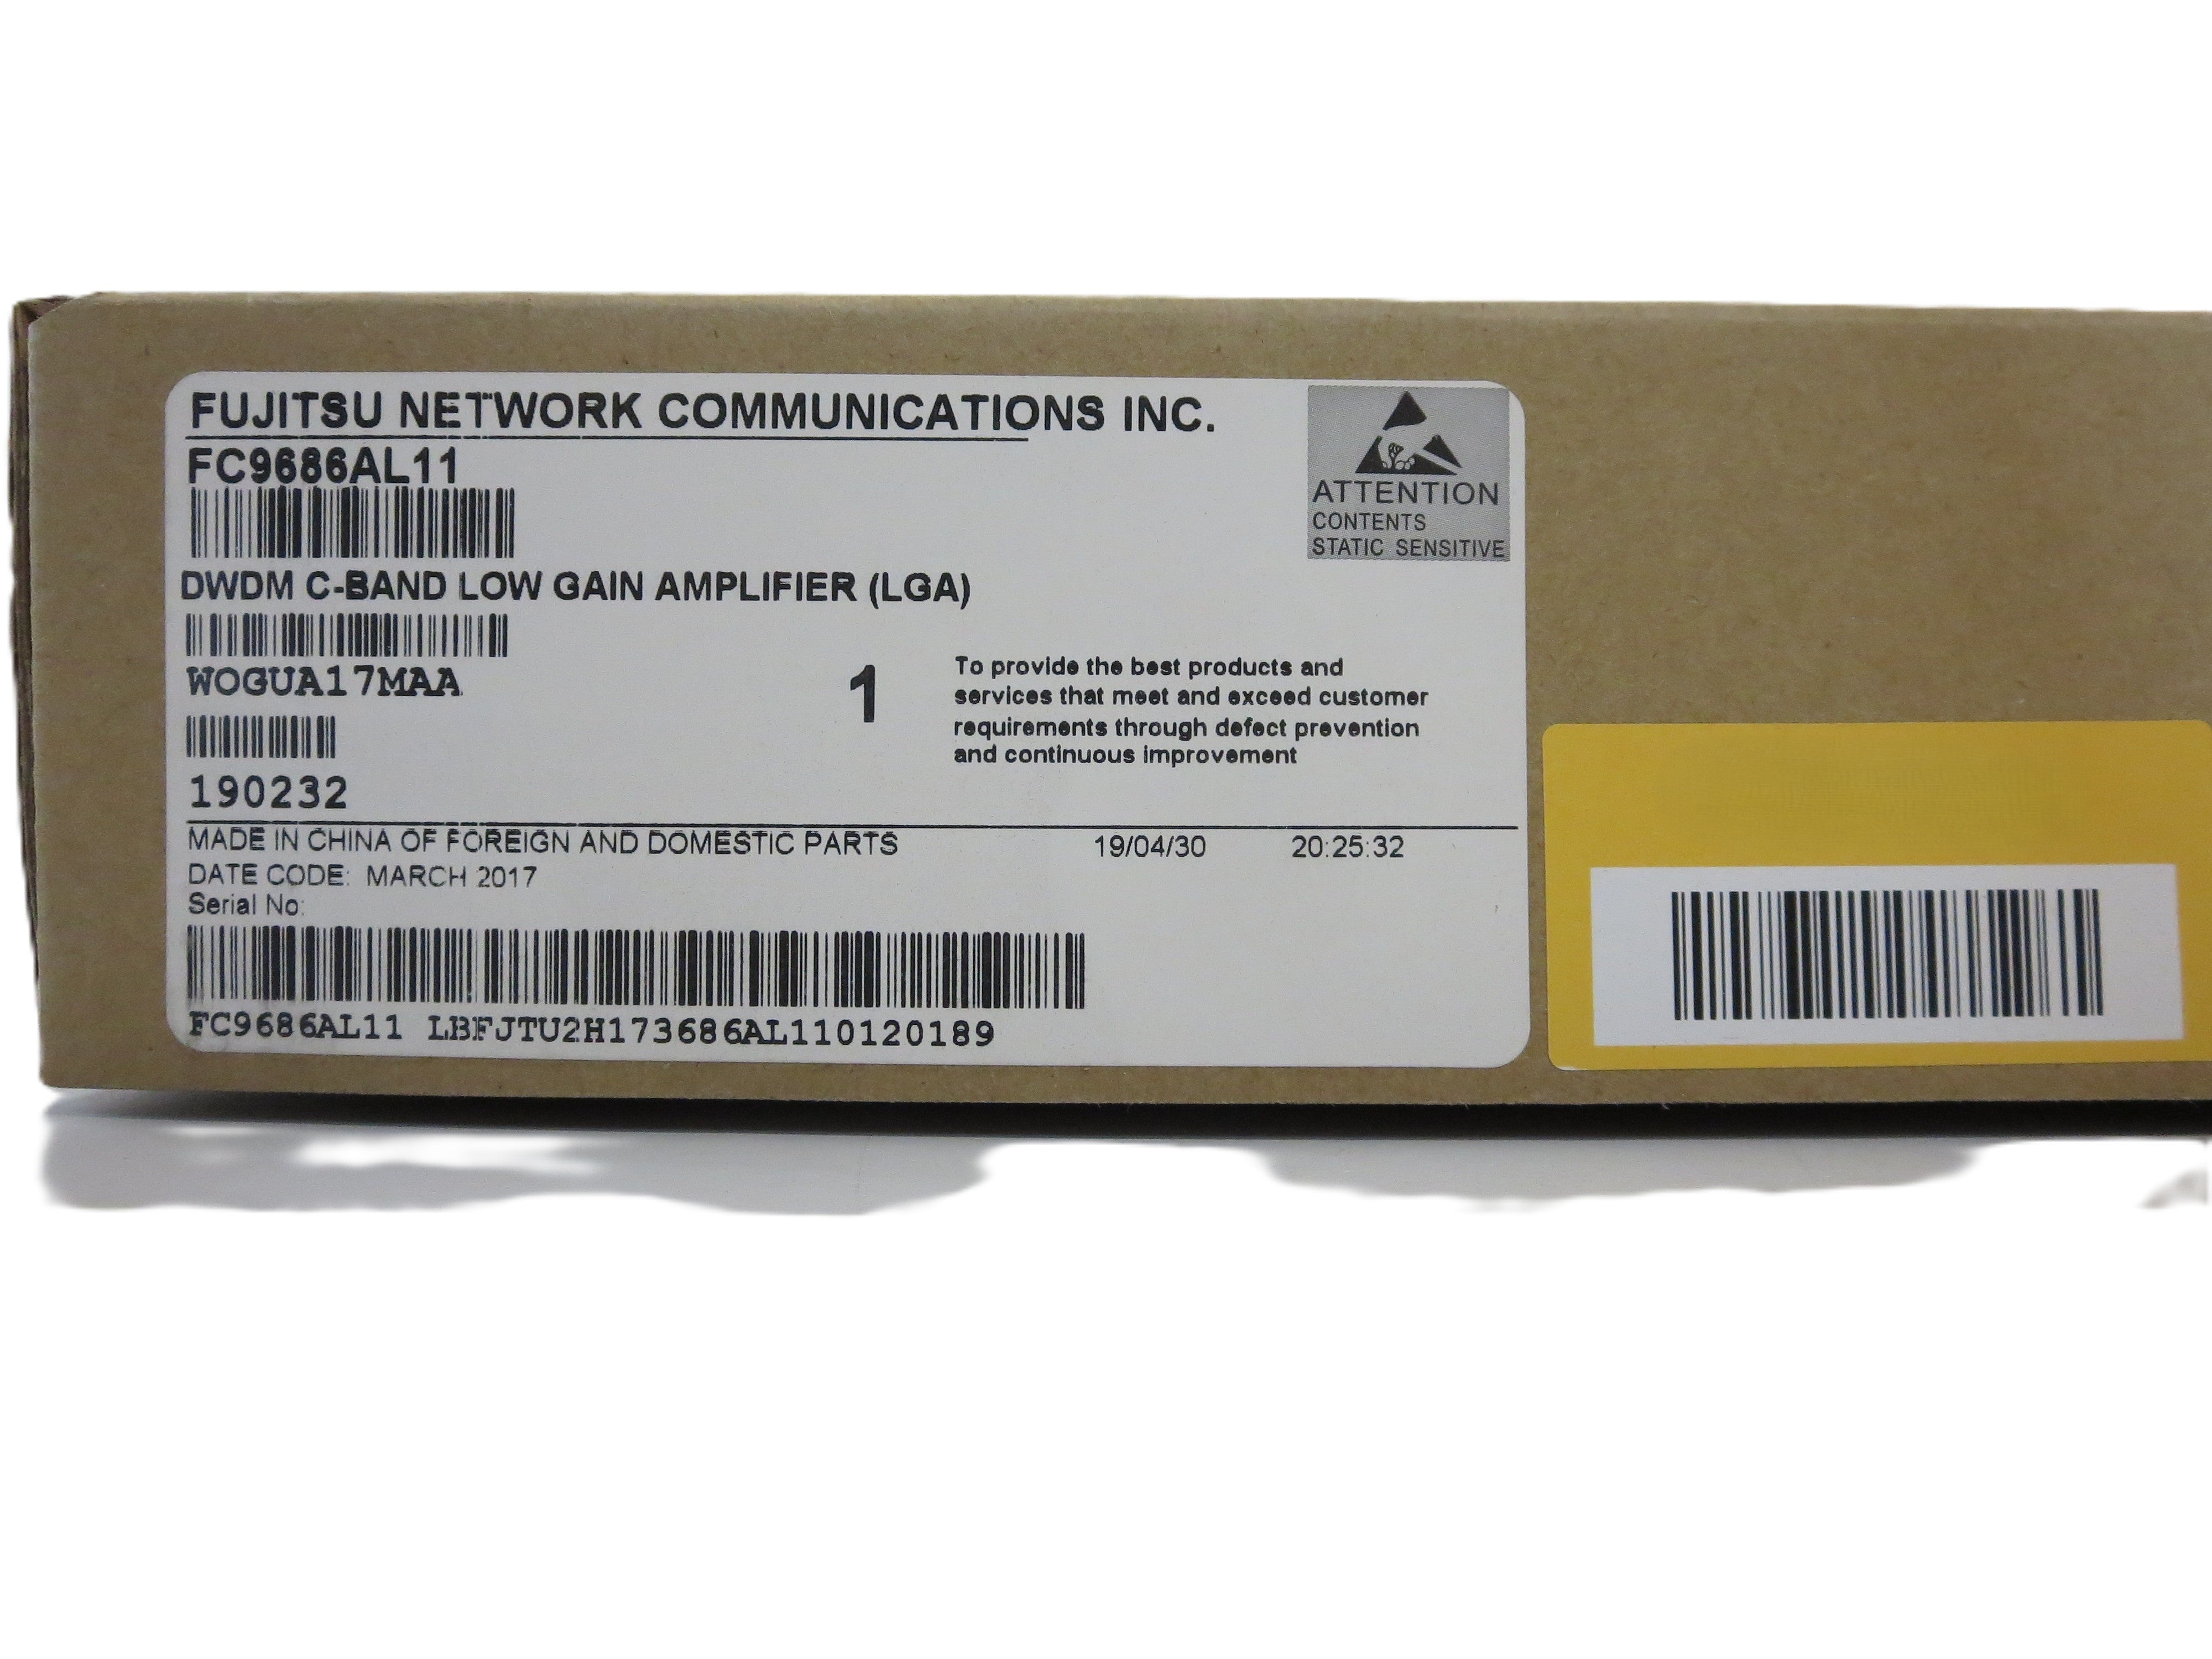 FUJITSU NETWORK COMMUNICATIONS INC.
FC9686AL11
ATTENTION
CONTENTS
STATIC SENSITIVE
DWDM C-BAND LOW GAIN AMPLIFIER (LGA)
WOGUA17MAA
1
To provide the best products and
services that meet and exceed customer
requirements through defect prevention
and continuous improvement
190232
MADE IN CHINA OF FOREIGN AND DOMESTIC PARTS 19/04/30 20:25:32
DATE CODE: MARCH 2017
Serial No:
FC9686AL11 LBFJTU2H173686AL110120189